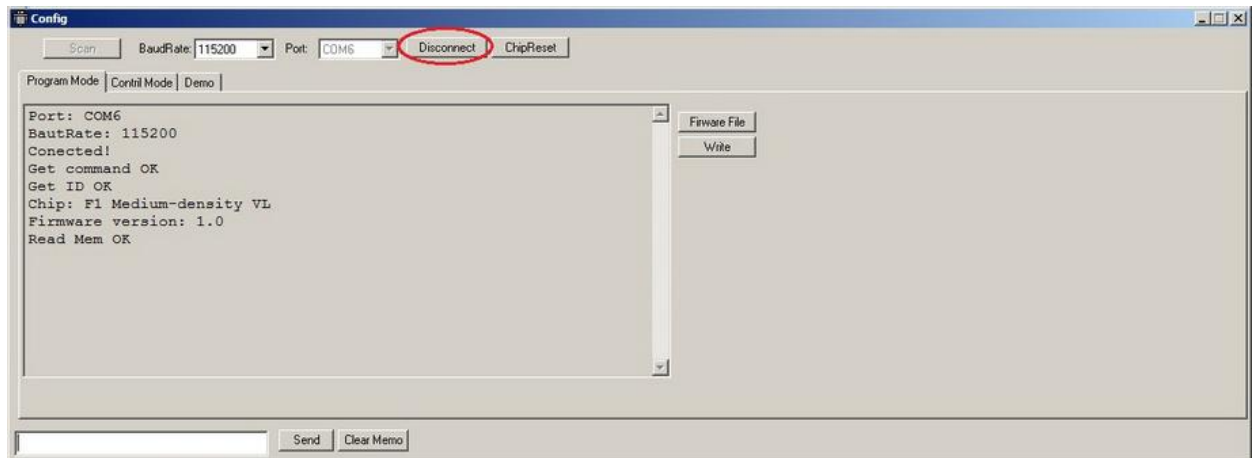 Config
Scan BaudRate: 115200 Port: COM6 Disconnect ChipReset
Program Mode Contril Mode Demo
Port: COM6
BautRate: 115200
Conected!
Get command OK
Get ID OK
Chip: F1 Medium-density VL
Firmware version: 1.0
Read Mem OK
Firware File
Write
Send Clear Memo